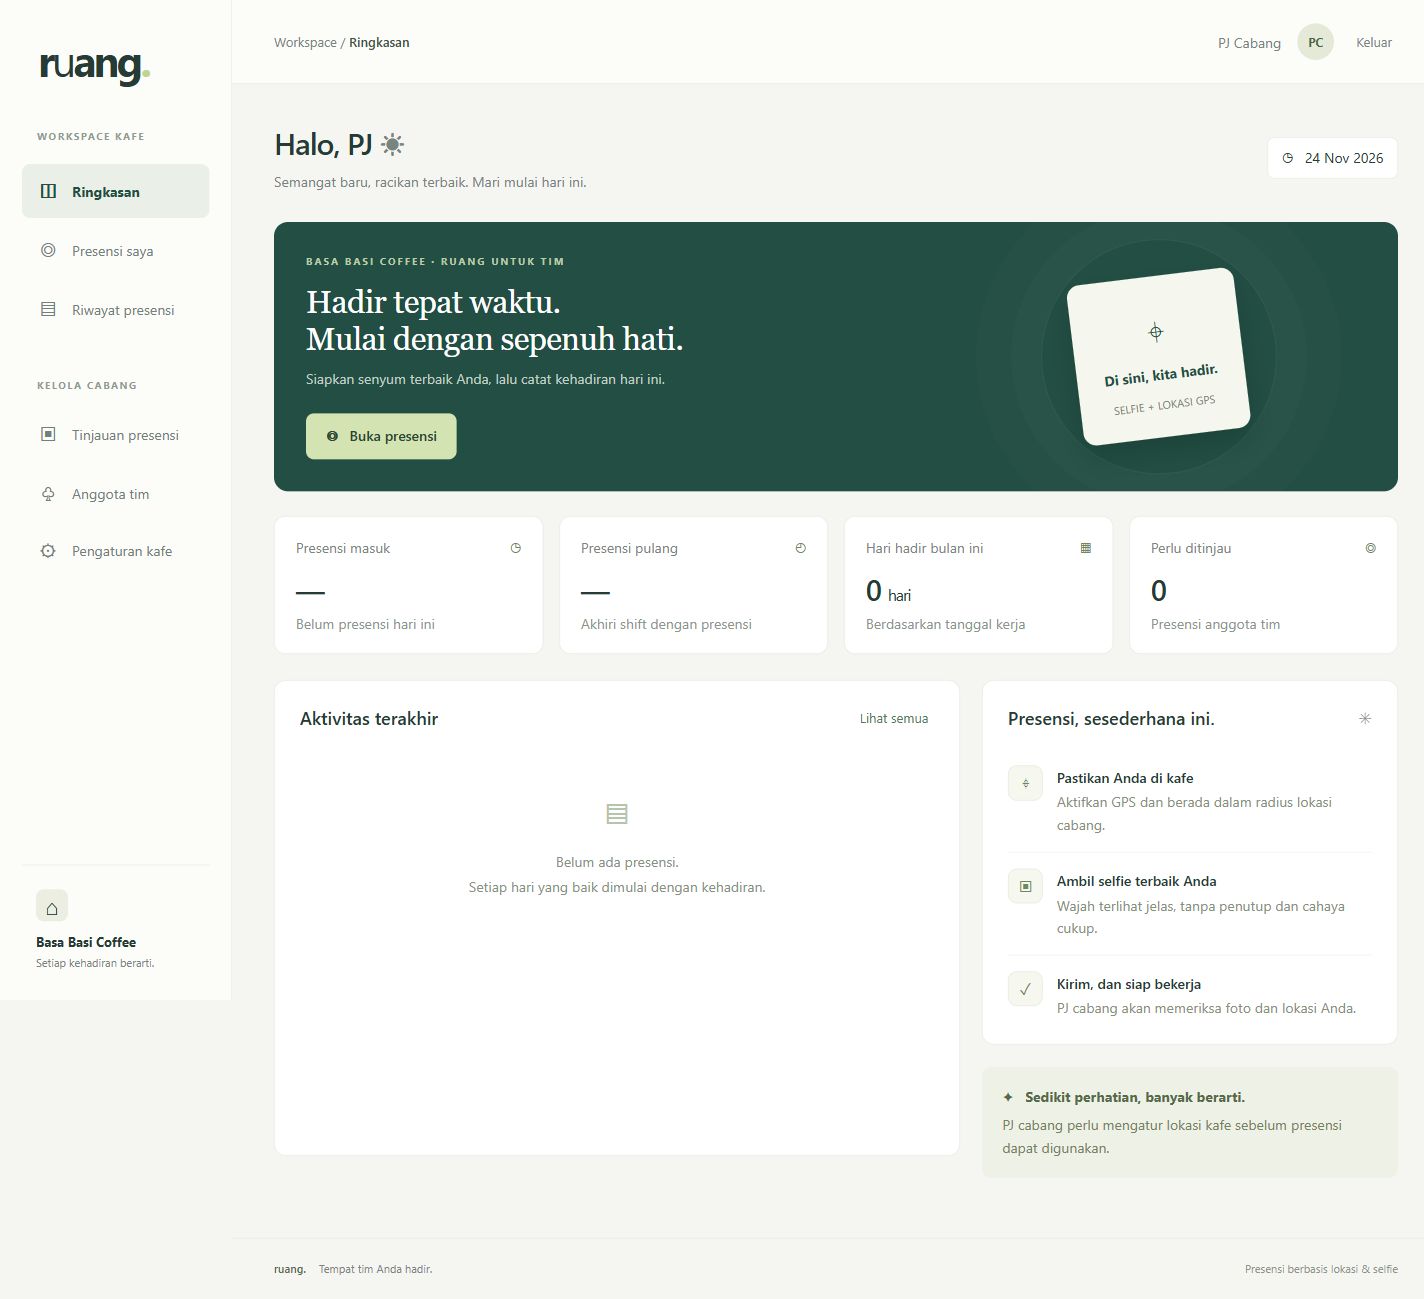 ruang.
WORKSPACE KAFE
Ringkasan
Presensi saya
Riwayat presensi
KELOLA CABANG
Tinjauan presensi
Anggota tim
Pengaturan kafe
Basa Basi Coffee
Setiap kehadiran berarti.
Workspace / Ringkasan
PJ Cabang
PC
Keluar
Halo, PJ
Semangat baru, racikan terbaik. Mari mulai hari ini.
24 Nov 2026
BASA BASI COFFEE • RUANG UNTUK TIM
Hadir tepat waktu.
Mulai dengan sepenuh hati.
Siapkan senyum terbaik Anda, lalu catat kehadiran hari ini.
Buka presensi
Di sini, kita hadir.
SELFIE + LOKASI GPS
Presensi masuk
—
Belum presensi hari ini
Presensi pulang
—
Akhiri shift dengan presensi
Hari hadir bulan ini
0 hari
Berdasarkan tanggal kerja
Perlu ditinjau
0
Presensi anggota tim
Aktivitas terakhir
Lihat semua
Belum ada presensi.
Setiap hari yang baik dimulai dengan kehadiran.
Presensi, sesederhana ini.
Pastikan Anda di kafe
Aktifkan GPS dan berada dalam radius lokasi
cabang.
Ambil selfie terbaik Anda
Wajah terlihat jelas, tanpa penutup dan cahaya
cukup.
Kirim, dan siap bekerja
PJ cabang akan memeriksa foto dan lokasi Anda.
Sedikit perhatian, banyak berarti.
PJ cabang perlu mengatur lokasi kafe sebelum presensi
dapat digunakan.
ruang. Tempat tim Anda hadir.
Presensi berbasis lokasi & selfie